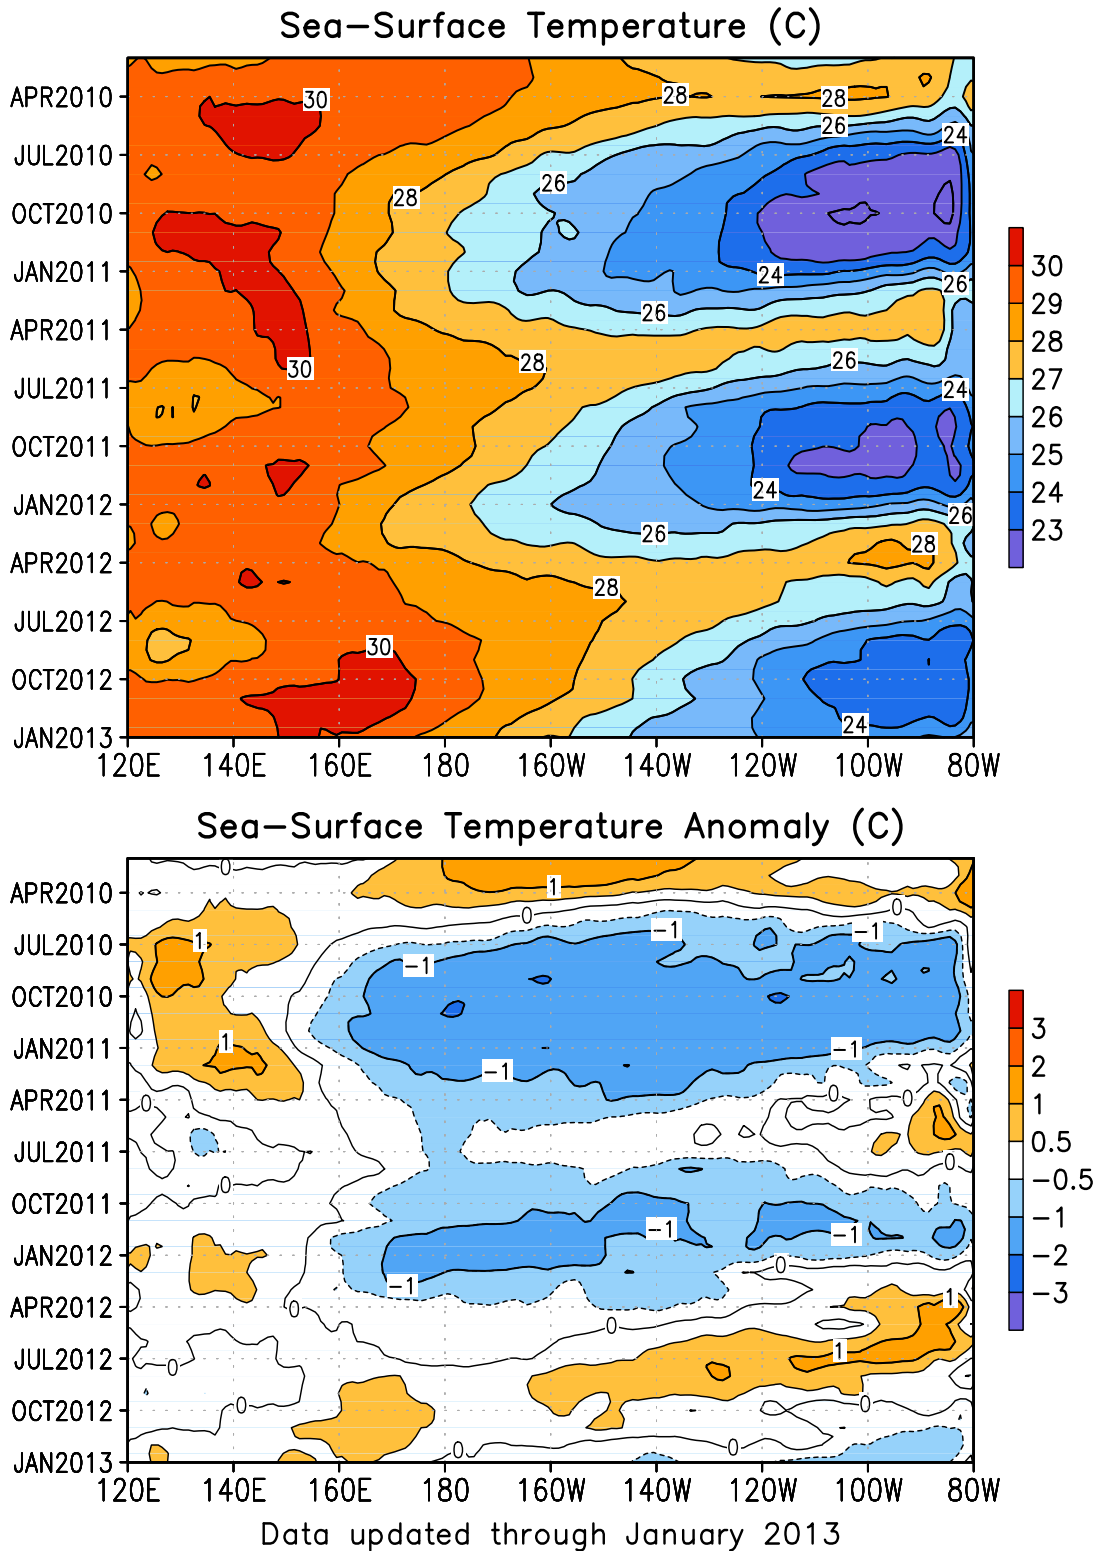 Sea-Surface Temperature (C)
APR2010
JUL2010
OCT2010
JAN2011
APR2011
JUL2011
OCT2011
JAN2012
APR2012
JUL2012
OCT2012
JAN2013
120E 140E 160E 180 160W 140W 120W 100W 80W
30
28
28
26
24
26
28
24
26
26
30
28
26
24
24
26
26
28
28
30
24
30
29
28
27
26
25
24
23
Sea-Surface Temperature Anomaly (C)
APR2010
JUL2010
OCT2010
JAN2011
APR2011
JUL2011
OCT2011
JAN2012
APR2012
JUL2012
OCT2012
JAN2013
120E 140E 160E 180 160W 140W 120W 100W 80W
0
1
0
0
1
-1
-1
-1
1
-1
-1
0
0
0
0
0
-1
-1
0
-1
0
1
0
1
0
0
0
0
0
3
2
1
0.5
-0.5
-1
-2
-3
Data updated through January 2013